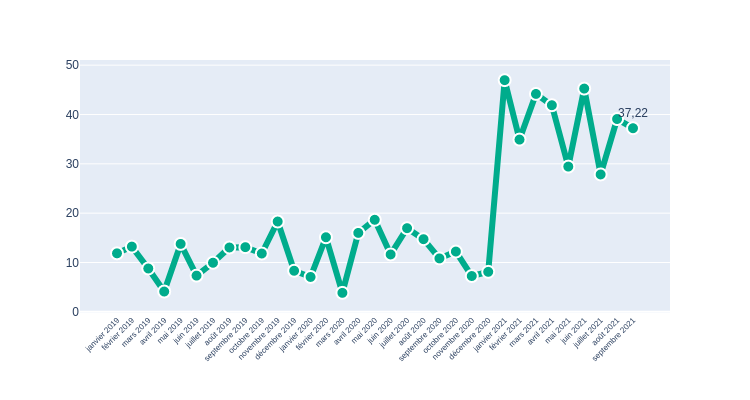 50
40
30
20
10
0
37,22
janvier 2019
février 2019
mars 2019
avril 2019
mai 2019
juin 2019
juillet 2019
août 2019
septembre 2019
octobre 2019
novembre 2019
décembre 2019
janvier 2020
février 2020
mars 2020
avril 2020
mai 2020
juin 2020
juillet 2020
août 2020
septembre 2020
octobre 2020
novembre 2020
décembre 2020
janvier 2021
février 2021
mars 2021
avril 2021
mai 2021
juin 2021
juillet 2021
août 2021
septembre 2021